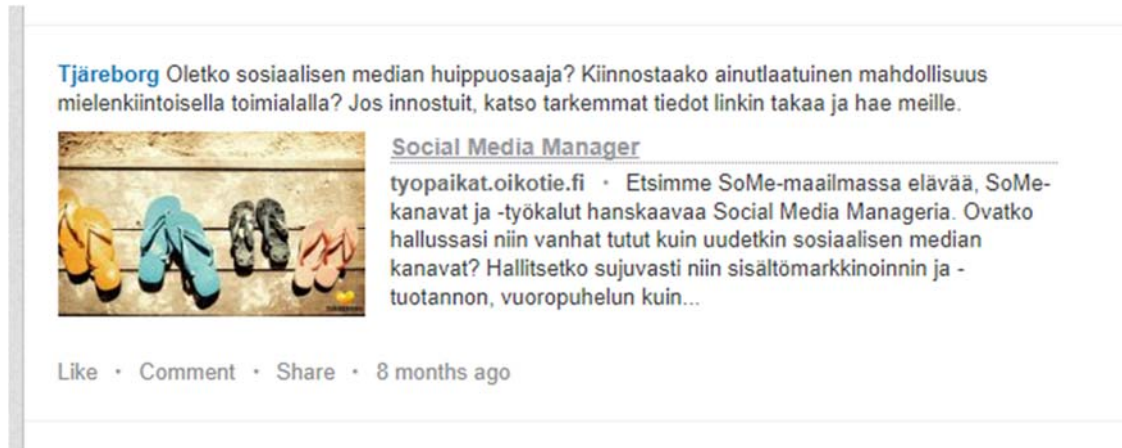 Tjäreborg Oletko sosiaalisen median huippuosaaja? Kiinnostaako ainutlaatuinen mahdollisuus
mielenkiintoisella toimialalla? Jos innostuit, katso tarkemmat tiedot linkin takaa ja hae meille.
Social Media Manager
tyopaikat.oikotie.fi · Etsimme SoMe-maailmassa elävää, SoMe-
kanavat ja -työkalut hanskaavaa Social Media Manageria. Ovatko
hallussasi niin vanhat tutut kuin uudetkin sosiaalisen median
kanavat? Hallitsetko sujuvasti niin sisältömarkkinoinnin ja -
tuotannon, vuoropuhelun kuin...
Like · Comment · Share · 8 months ago